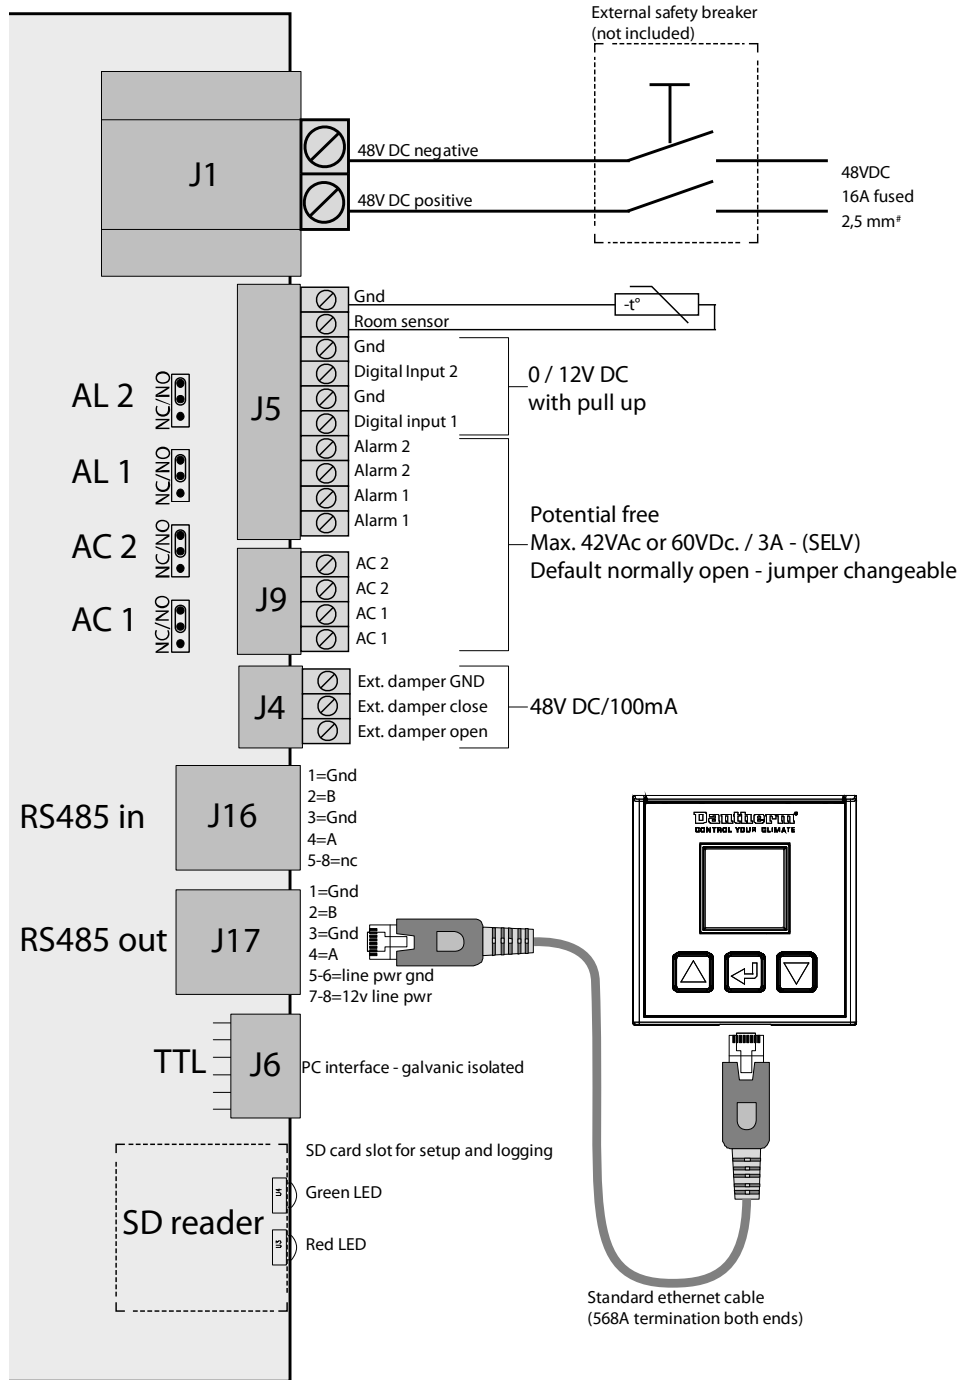 External safety breaker
(not included)
J1
48V DC negative
48V DC positive
48VDC
16A fused
2,5 mm#
J5
Gnd
Room sensor
Gnd
Digital Input 2
Gnd
Digital input 1
Alarm 2
Alarm 2
Alarm 1
Alarm 1
-t°
0 / 12V DC
with pull up
AL 2
NC/NO
AL 1
NC/NO
AC 2
NC/NO
AC 1
NC/NO
Potential free
Max. 42VAc or 60VDc. / 3A - (SELV)
Default normally open - jumper changeable
J9
AC 2
AC 2
AC 1
AC 1
J4
Ext. damper GND
Ext. damper close
Ext. damper open
48V DC/100mA
RS485 in
J16
1=Gnd
2=B
3=Gnd
4=A
5-8=nc
RS485 out
J17
1=Gnd
2=B
3=Gnd
4=A
5-6=line pwr gnd
7-8=12v line pwr
Dantherm®
CONTROL YOUR CLIMATE
TTL
J6
PC interface - galvanic isolated
SD card slot for setup and logging
SD reader
U4
Green LED
U3
Red LED
Standard ethernet cable
(568A termination both ends)